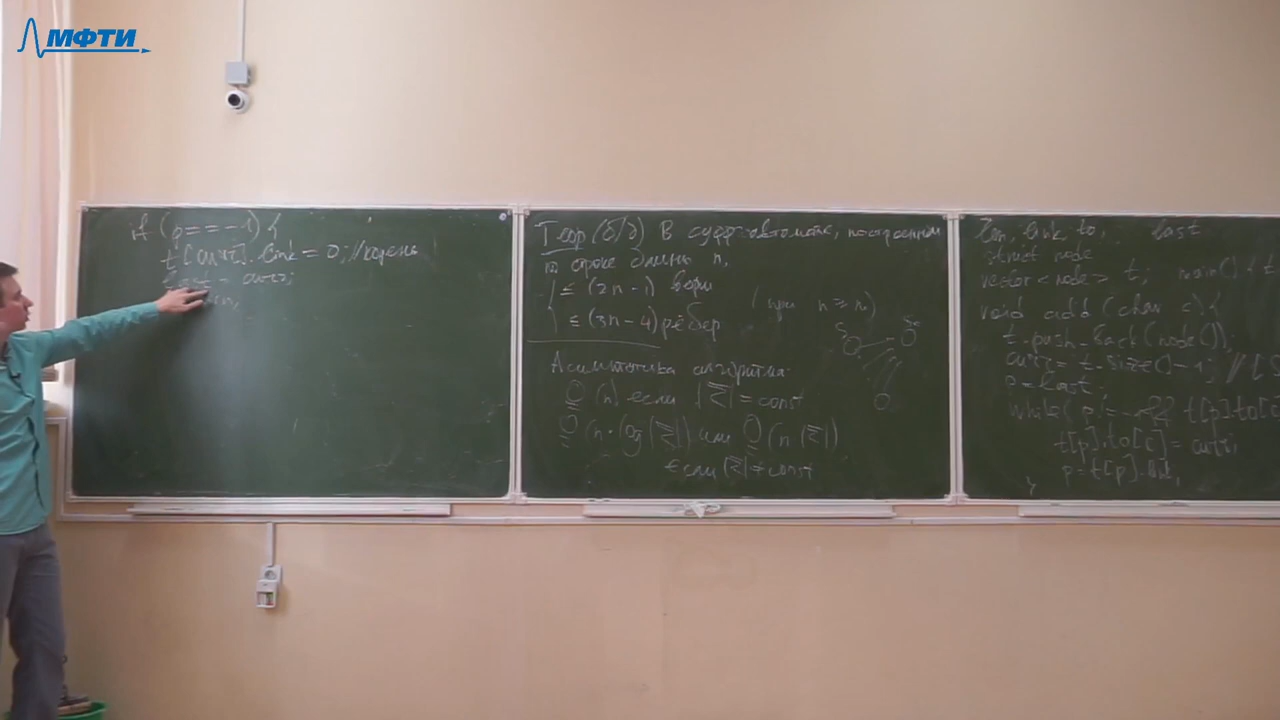 МФТИ
if (p == -1) {
t[curr].link = 0; // корень
last = curr;
Теор (б/д) В суфф. автомате, построенном
по строке длины n,
≤ (2n-1) верш
≤ (3n-4) рёбер
(при n ≥
Асимптотика алгоритма:
O(n) если |Σ| = const
O(n · log |Σ|) или O(n |Σ|)
если |Σ| ≠ const
len, link, to, last
struct node
vector<node> t; main() {
void add (char c) {
t.push_back(node());
curr = t.size() - 1; //
p = last;
while (p != -1 && t[p].to[c]
t[p].to[c] = curr;
p = t[p].link;
}